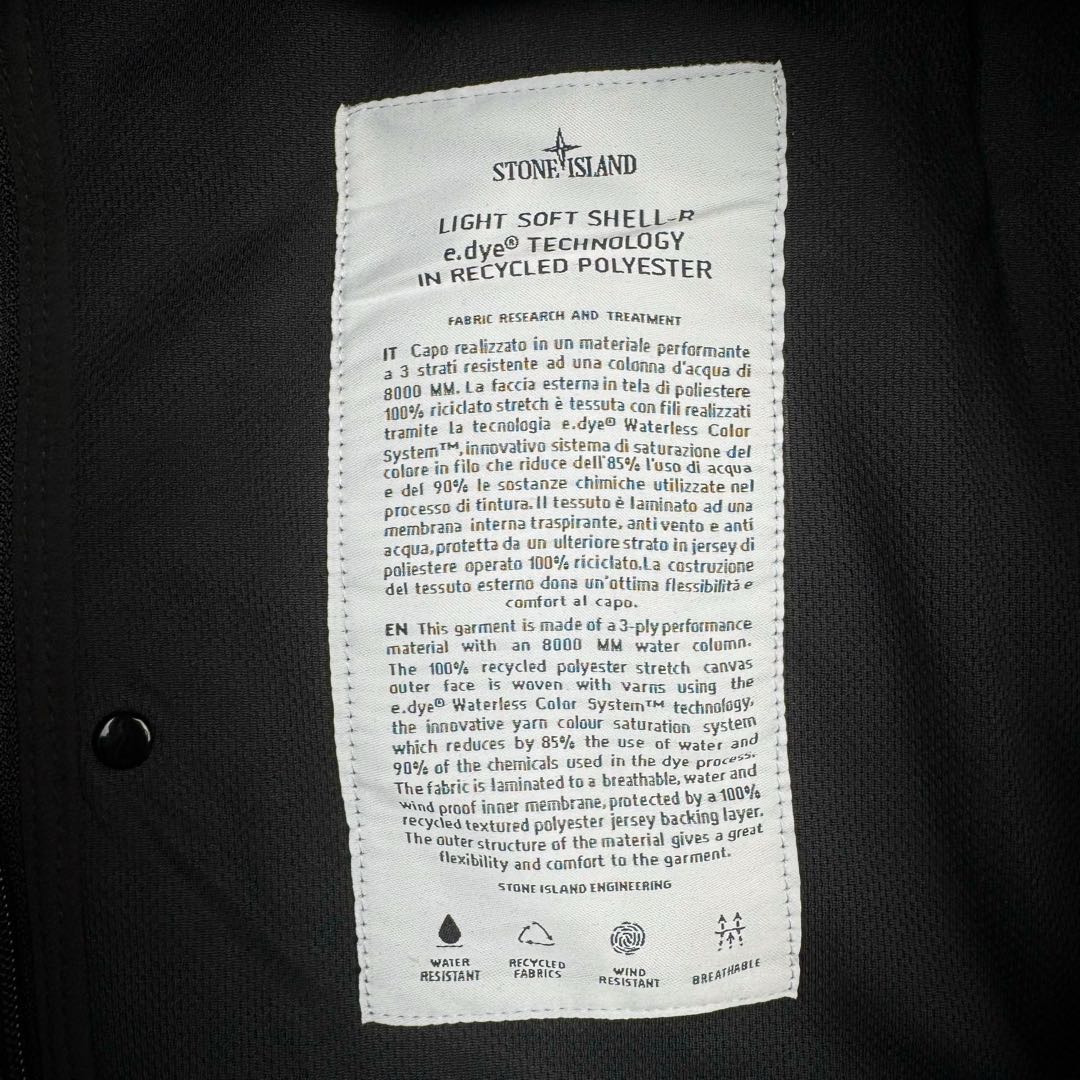 STONE ISLAND
LIGHT SOFT SHELL-R
e.dye® TECHNOLOGY
IN RECYCLED POLYESTER
FABRIC RESEARCH AND TREATMENT
IT Capo realizzato in un materiale performante
a 3 strati resistente ad una colonna d'acqua di
8000 MM. La faccia esterna in tela di poliestere
100% riciclato stretch è tessuta con fili realizzati
tramite la tecnologia e.dye® Waterless Color
System™, innovativo sistema di saturazione del
colore in filo che riduce dell'85% l'uso di acqua
e del 90% le sostanze chimiche utilizzate nel
processo di tintura. Il tessuto è laminato ad una
membrana interna traspirante, antivento e anti
acqua, protetta da un ulteriore strato in jersey di
poliestere operato 100% riciclato. La costruzione
del tessuto esterno dona un'ottima flessibilità e
comfort al capo.
EN This garment is made of a 3-ply performance
material with an 8000 MM water column.
The 100% recycled polyester stretch canvas
outer face is woven with yarns using the
e.dye® Waterless Color System™ technology,
the innovative yarn colour saturation system
which reduces by 85% the use of water and
90% of the chemicals used in the dye process.
The fabric is laminated to a breathable, water and
wind proof inner membrane, protected by a 100%
recycled textured polyester jersey backing layer.
The outer structure of the material gives a great
flexibility and comfort to the garment.
STONE ISLAND ENGINEERING
WATER RESISTANT
RECYCLED FABRICS
WIND RESISTANT
BREATHABLE